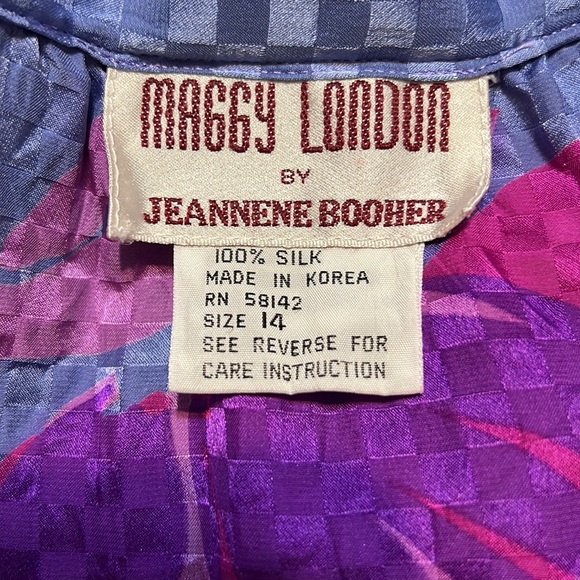 MAGGY LONDON
BY
JEANNENE BOOHER
100% SILK
MADE IN KOREA
RN 58142
SIZE 14
SEE REVERSE FOR
CARE INSTRUCTION